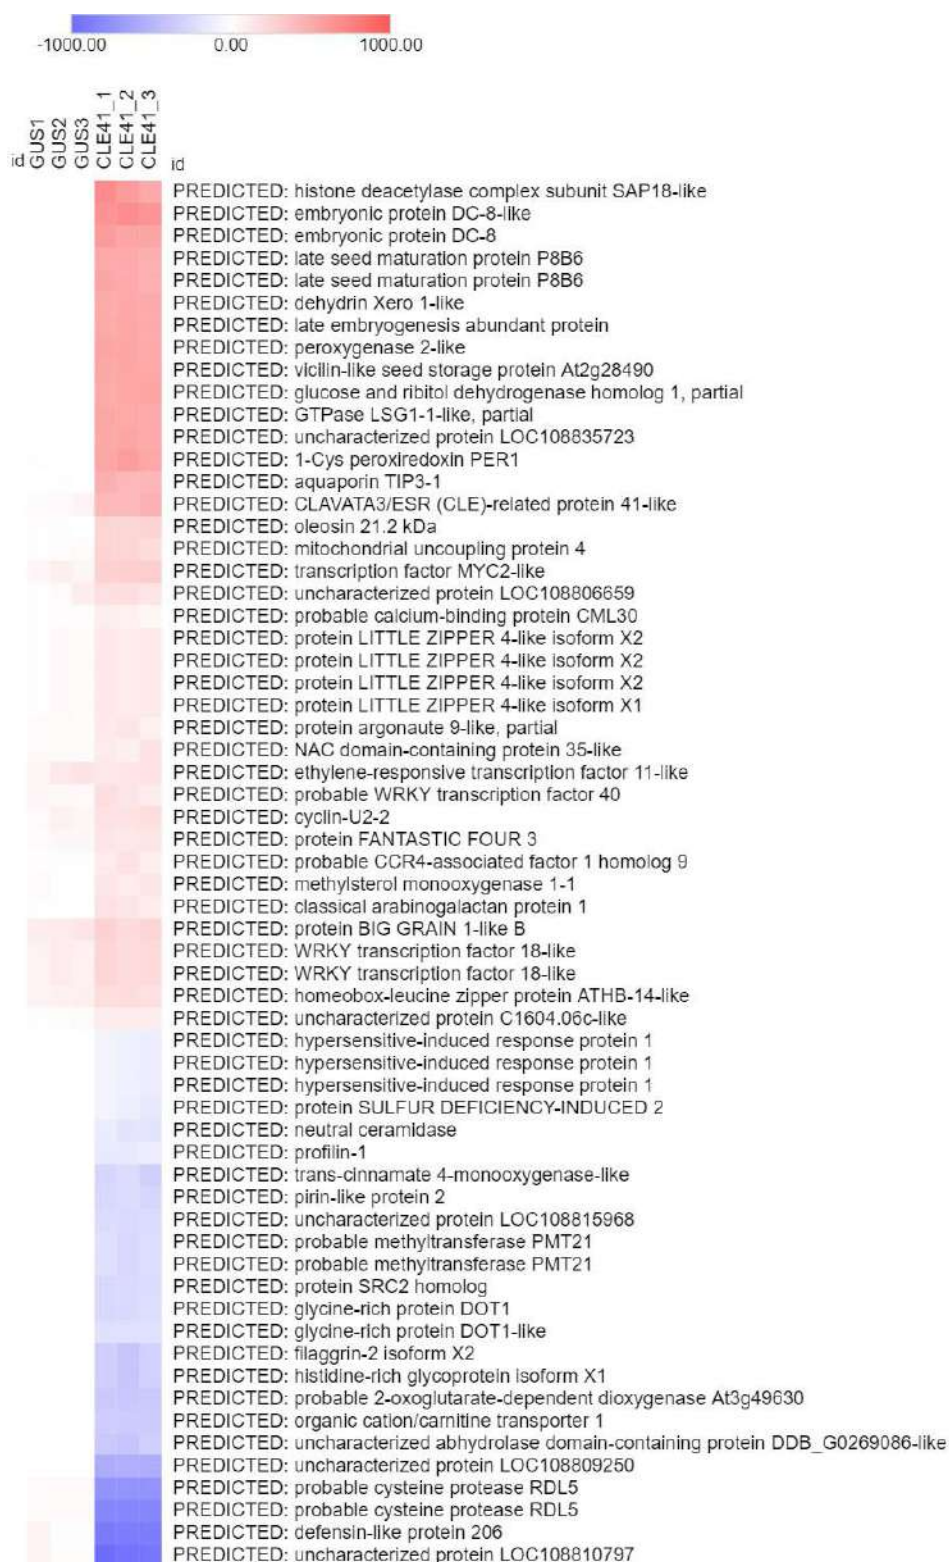 -1000.00 0.00 1000.00
id GUS1 GUS2 GUS3 CLE41_1 CLE41_2 CLE41_3 id
PREDICTED: histone deacetylase complex subunit SAP18-like
PREDICTED: embryonic protein DC-8-like
PREDICTED: embryonic protein DC-8
PREDICTED: late seed maturation protein P8B6
PREDICTED: late seed maturation protein P8B6
PREDICTED: dehydrin Xero 1-like
PREDICTED: late embryogenesis abundant protein
PREDICTED: peroxygenase 2-like
PREDICTED: vicilin-like seed storage protein At2g28490
PREDICTED: glucose and ribitol dehydrogenase homolog 1, partial
PREDICTED: GTPase LSG1-1-like, partial
PREDICTED: uncharacterized protein LOC108835723
PREDICTED: 1-Cys peroxiredoxin PER1
PREDICTED: aquaporin TIP3-1
PREDICTED: CLAVATA3/ESR (CLE)-related protein 41-like
PREDICTED: oleosin 21.2 kDa
PREDICTED: mitochondrial uncoupling protein 4
PREDICTED: transcription factor MYC2-like
PREDICTED: uncharacterized protein LOC108806659
PREDICTED: probable calcium-binding protein CML30
PREDICTED: protein LITTLE ZIPPER 4-like isoform X2
PREDICTED: protein LITTLE ZIPPER 4-like isoform X2
PREDICTED: protein LITTLE ZIPPER 4-like isoform X2
PREDICTED: protein LITTLE ZIPPER 4-like isoform X1
PREDICTED: protein argonaute 9-like, partial
PREDICTED: NAC domain-containing protein 35-like
PREDICTED: ethylene-responsive transcription factor 11-like
PREDICTED: probable WRKY transcription factor 40
PREDICTED: cyclin-U2-2
PREDICTED: protein FANTASTIC FOUR 3
PREDICTED: probable CCR4-associated factor 1 homolog 9
PREDICTED: methylsterol monooxygenase 1-1
PREDICTED: classical arabinogalactan protein 1
PREDICTED: protein BIG GRAIN 1-like B
PREDICTED: WRKY transcription factor 18-like
PREDICTED: WRKY transcription factor 18-like
PREDICTED: homeobox-leucine zipper protein ATHB-14-like
PREDICTED: uncharacterized protein C1604.06c-like
PREDICTED: hypersensitive-induced response protein 1
PREDICTED: hypersensitive-induced response protein 1
PREDICTED: hypersensitive-induced response protein 1
PREDICTED: protein SULFUR DEFICIENCY-INDUCED 2
PREDICTED: neutral ceramidase
PREDICTED: profilin-1
PREDICTED: trans-cinnamate 4-monooxygenase-like
PREDICTED: pirin-like protein 2
PREDICTED: uncharacterized protein LOC108815968
PREDICTED: probable methyltransferase PMT21
PREDICTED: probable methyltransferase PMT21
PREDICTED: protein SRC2 homolog
PREDICTED: glycine-rich protein DOT1
PREDICTED: glycine-rich protein DOT1-like
PREDICTED: filaggrin-2 isoform X2
PREDICTED: histidine-rich glycoprotein isoform X1
PREDICTED: probable 2-oxoglutarate-dependent dioxygenase At3g49630
PREDICTED: organic cation/carnitine transporter 1
PREDICTED: uncharacterized abhydrolase domain-containing protein DDB_G0269086-like
PREDICTED: uncharacterized protein LOC108809250
PREDICTED: probable cysteine protease RDL5
PREDICTED: probable cysteine protease RDL5
PREDICTED: defensin-like protein 206
PREDICTED: uncharacterized protein LOC108810797